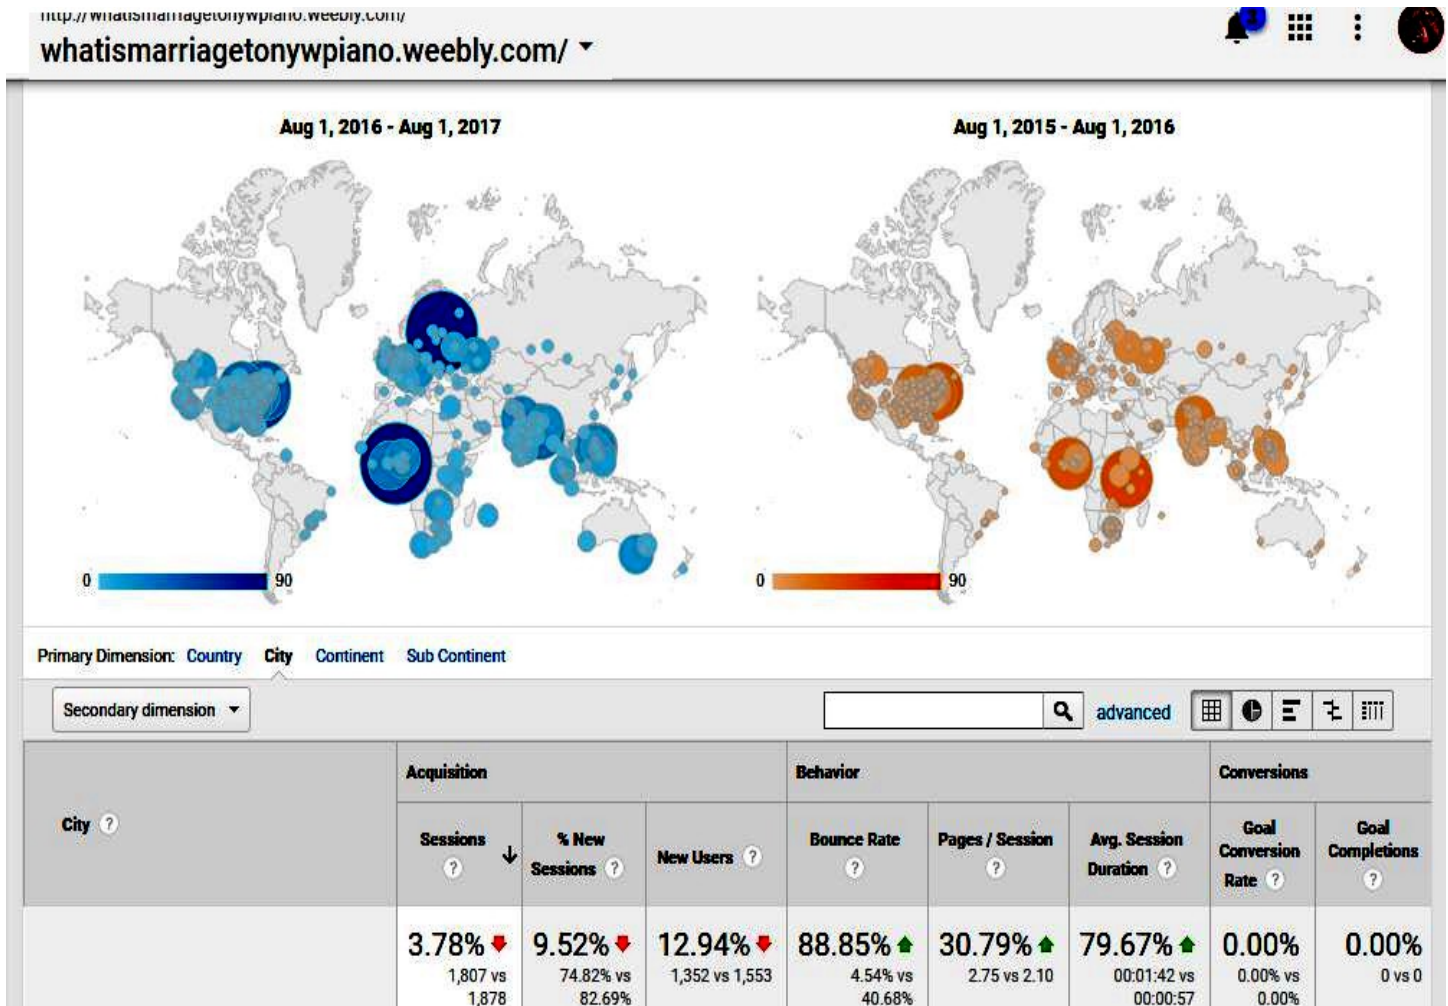 http://whatismarriagetonywpiano.weebly.com/
whatismarriagetonywpiano.weebly.com/
3
Aug 1, 2016 - Aug 1, 2017
Aug 1, 2015 - Aug 1, 2016
0 90
0 90
Primary Dimension: Country City Continent Sub Continent
Secondary dimension
advanced
Acquisition Behavior Conversions
City ?
Sessions ?
% New Sessions ?
New Users ?
Bounce Rate ?
Pages / Session ?
Avg. Session Duration ?
Goal Conversion Rate ?
Goal Completions ?
3.78% 9.52% 12.94% 88.85% 30.79% 79.67% 0.00% 0.00%
1,807 vs 1,878
74.82% vs 82.69%
1,352 vs 1,553
4.54% vs 40.68%
2.75 vs 2.10
00:01:42 vs 00:00:57
0.00% vs 0.00%
0 vs 0